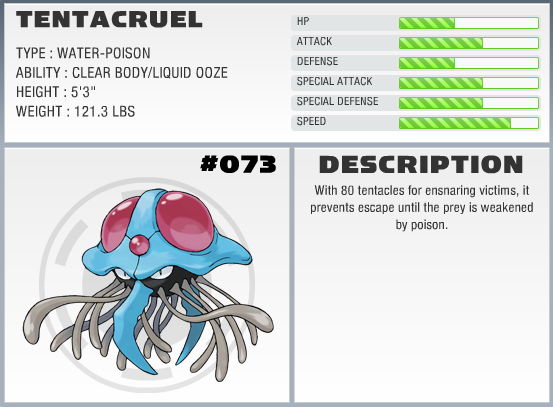 TENTACRUEL
TYPE : WATER-POISON
ABILITY : CLEAR BODY/LIQUID OOZE
HEIGHT : 5'3"
WEIGHT : 121.3 LBS
HP
ATTACK
DEFENSE
SPECIAL ATTACK
SPECIAL DEFENSE
SPEED
#073
DESCRIPTION
With 80 tentacles for ensnaring victims, it
prevents escape until the prey is weakened
by poison.